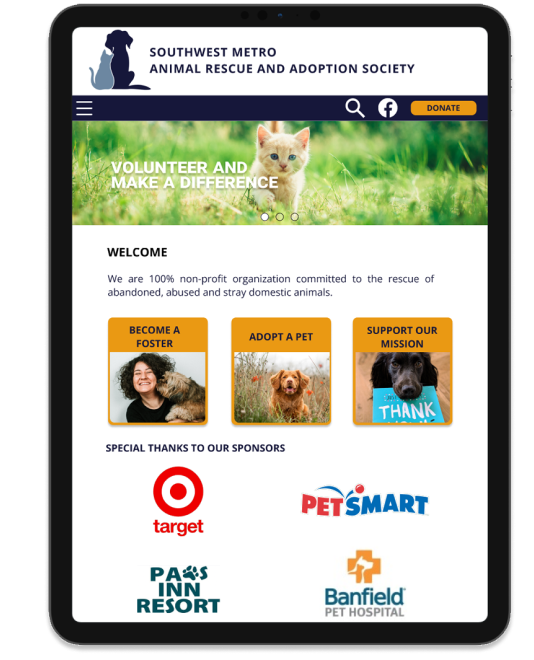 SOUTHWEST METRO
ANIMAL RESCUE AND ADOPTION SOCIETY
DONATE
VOLUNTEER AND
MAKE A DIFFERENCE
WELCOME
We are 100% non-profit organization committed to the rescue of
abandoned, abused and stray domestic animals.
BECOME A
FOSTER
ADOPT A PET
SUPPORT OUR
MISSION
THANK
SPECIAL THANKS TO OUR SPONSORS
target
PETSMART
PAWS
INN
RESORT
Banfield
PET HOSPITAL